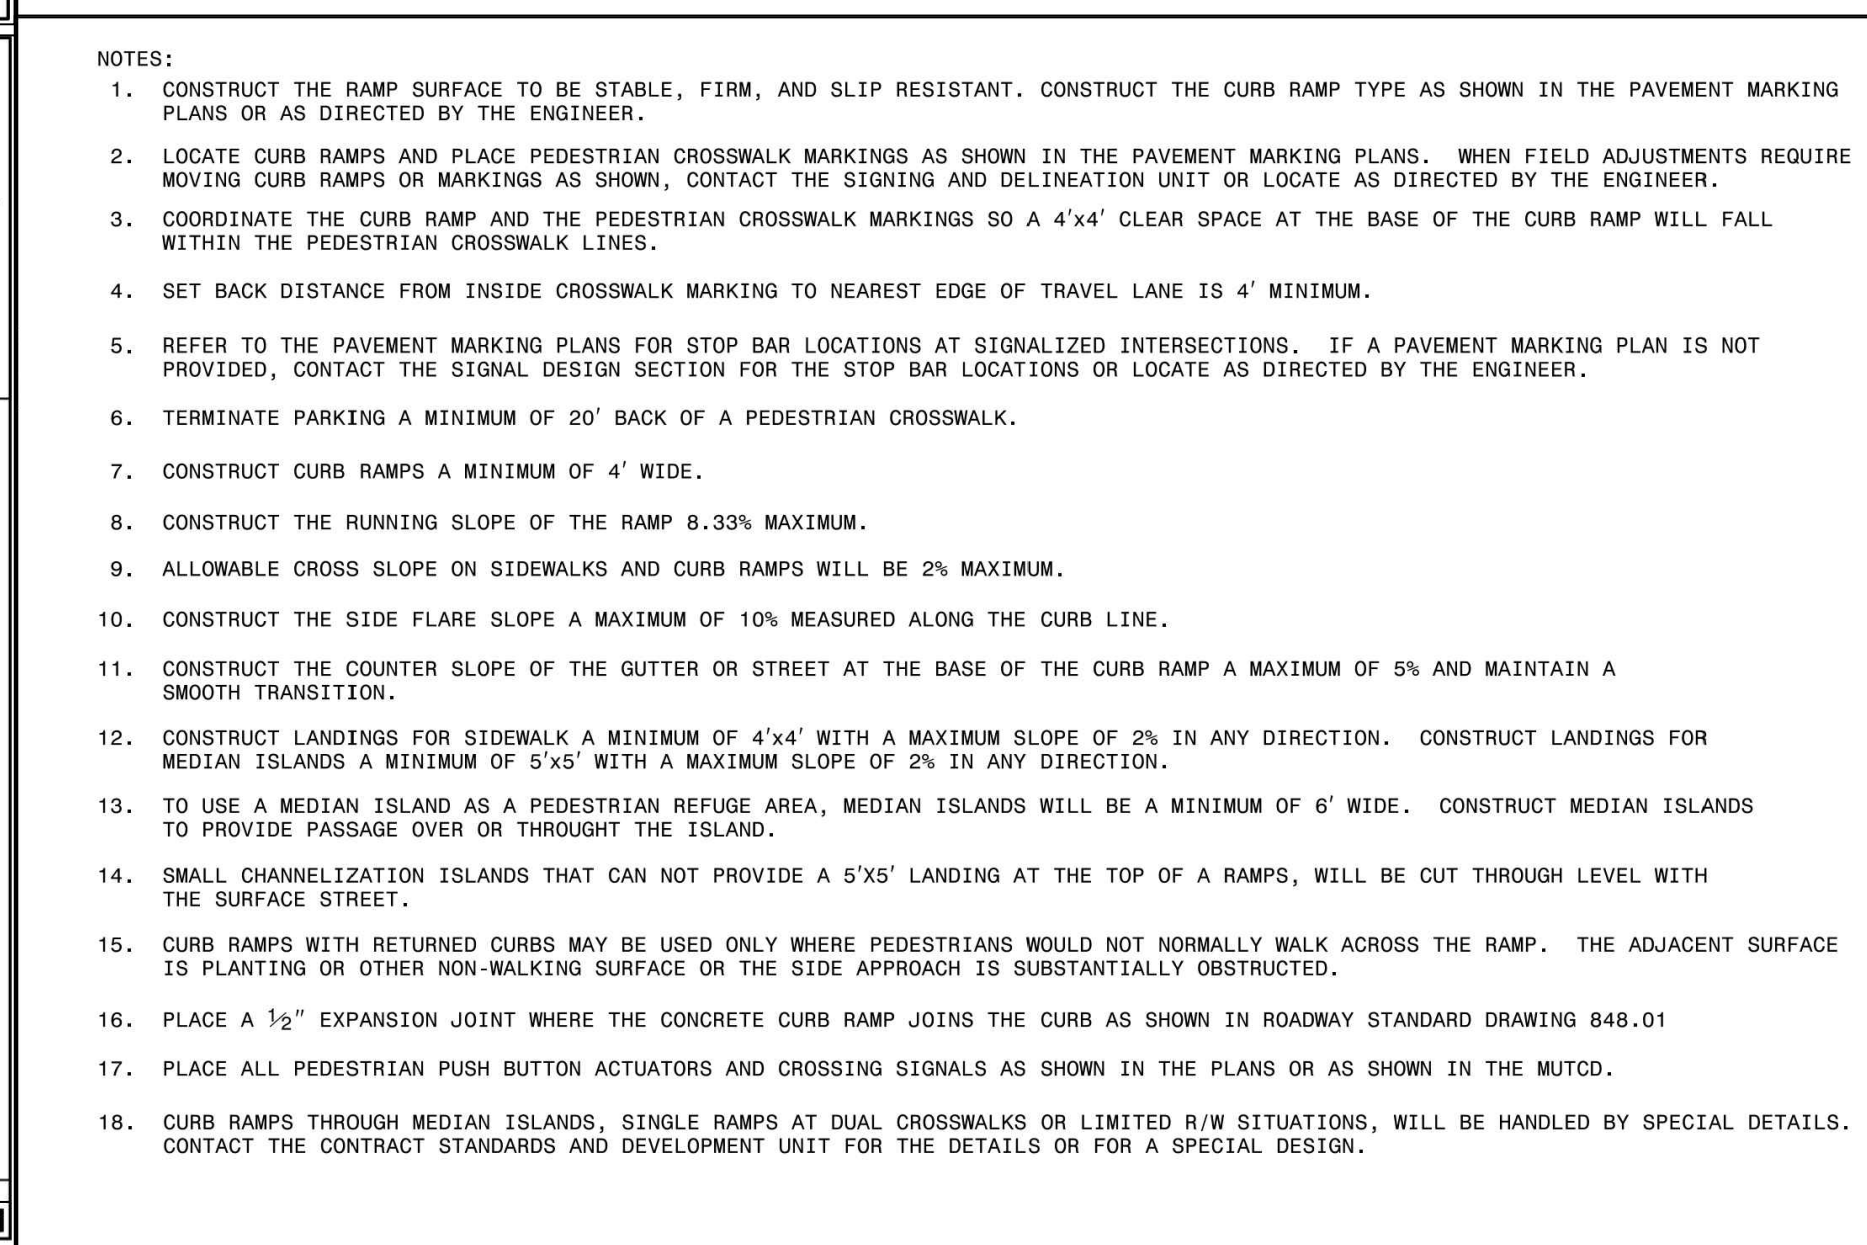 NOTES:
1. CONSTRUCT THE RAMP SURFACE TO BE STABLE, FIRM, AND SLIP RESISTANT. CONSTRUCT THE CURB RAMP TYPE AS SHOWN IN THE PAVEMENT MARKING
PLANS OR AS DIRECTED BY THE ENGINEER.
2. LOCATE CURB RAMPS AND PLACE PEDESTRIAN CROSSWALK MARKINGS AS SHOWN IN THE PAVEMENT MARKING PLANS. WHEN FIELD ADJUSTMENTS REQUIRE
MOVING CURB RAMPS OR MARKINGS AS SHOWN, CONTACT THE SIGNING AND DELINEATION UNIT OR LOCATE AS DIRECTED BY THE ENGINEER.
3. COORDINATE THE CURB RAMP AND THE PEDESTRIAN CROSSWALK MARKINGS SO A 4'x4' CLEAR SPACE AT THE BASE OF THE CURB RAMP WILL FALL
WITHIN THE PEDESTRIAN CROSSWALK LINES.
4. SET BACK DISTANCE FROM INSIDE CROSSWALK MARKING TO NEAREST EDGE OF TRAVEL LANE IS 4' MINIMUM.
5. REFER TO THE PAVEMENT MARKING PLANS FOR STOP BAR LOCATIONS AT SIGNALIZED INTERSECTIONS. IF A PAVEMENT MARKING PLAN IS NOT
PROVIDED, CONTACT THE SIGNAL DESIGN SECTION FOR THE STOP BAR LOCATIONS OR LOCATE AS DIRECTED BY THE ENGINEER.
6. TERMINATE PARKING A MINIMUM OF 20' BACK OF A PEDESTRIAN CROSSWALK.
7. CONSTRUCT CURB RAMPS A MINIMUM OF 4' WIDE.
8. CONSTRUCT THE RUNNING SLOPE OF THE RAMP 8.33% MAXIMUM.
9. ALLOWABLE CROSS SLOPE ON SIDEWALKS AND CURB RAMPS WILL BE 2% MAXIMUM.
10. CONSTRUCT THE SIDE FLARE SLOPE A MAXIMUM OF 10% MEASURED ALONG THE CURB LINE.
11. CONSTRUCT THE COUNTER SLOPE OF THE GUTTER OR STREET AT THE BASE OF THE CURB RAMP A MAXIMUM OF 5% AND MAINTAIN A
SMOOTH TRANSITION.
12. CONSTRUCT LANDINGS FOR SIDEWALK A MINIMUM OF 4'x4' WITH A MAXIMUM SLOPE OF 2% IN ANY DIRECTION. CONSTRUCT LANDINGS FOR
MEDIAN ISLANDS A MINIMUM OF 5'x5' WITH A MAXIMUM SLOPE OF 2% IN ANY DIRECTION.
13. TO USE A MEDIAN ISLAND AS A PEDESTRIAN REFUGE AREA, MEDIAN ISLANDS WILL BE A MINIMUM OF 6' WIDE. CONSTRUCT MEDIAN ISLANDS
TO PROVIDE PASSAGE OVER OR THROUGHT THE ISLAND.
14. SMALL CHANNELIZATION ISLANDS THAT CAN NOT PROVIDE A 5'X5' LANDING AT THE TOP OF A RAMPS, WILL BE CUT THROUGH LEVEL WITH
THE SURFACE STREET.
15. CURB RAMPS WITH RETURNED CURBS MAY BE USED ONLY WHERE PEDESTRIANS WOULD NOT NORMALLY WALK ACROSS THE RAMP. THE ADJACENT SURFACE
IS PLANTING OR OTHER NON-WALKING SURFACE OR THE SIDE APPROACH IS SUBSTANTIALLY OBSTRUCTED.
16. PLACE A ½" EXPANSION JOINT WHERE THE CONCRETE CURB RAMP JOINS THE CURB AS SHOWN IN ROADWAY STANDARD DRAWING 848.01
17. PLACE ALL PEDESTRIAN PUSH BUTTON ACTUATORS AND CROSSING SIGNALS AS SHOWN IN THE PLANS OR AS SHOWN IN THE MUTCD.
18. CURB RAMPS THROUGH MEDIAN ISLANDS, SINGLE RAMPS AT DUAL CROSSWALKS OR LIMITED R/W SITUATIONS, WILL BE HANDLED BY SPECIAL DETAILS.
CONTACT THE CONTRACT STANDARDS AND DEVELOPMENT UNIT FOR THE DETAILS OR FOR A SPECIAL DESIGN.